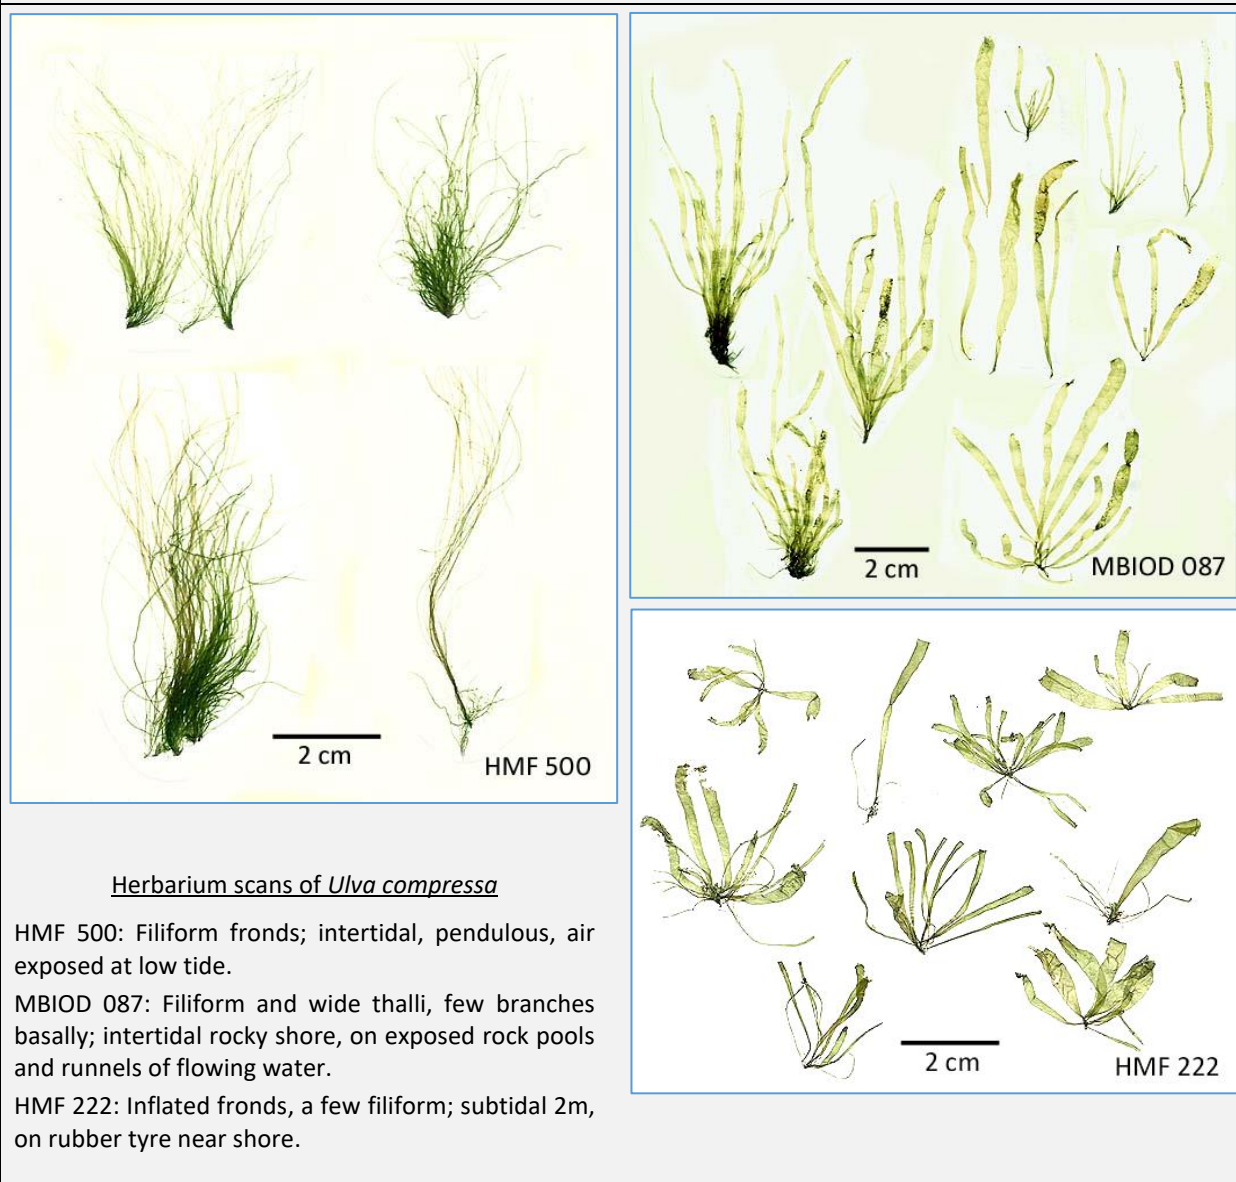 2 cm
HMF 500
2 cm
MBIOD 087
2 cm
HMF 222
Herbarium scans of Ulva compressa
HMF 500: Filiform fronds; intertidal, pendulous, air
exposed at low tide.
MBIOD 087: Filiform and wide thalli, few branches
basally; intertidal rocky shore, on exposed rock pools
and runnels of flowing water.
HMF 222: Inflated fronds, a few filiform; subtidal 2m,
on rubber tyre near shore.